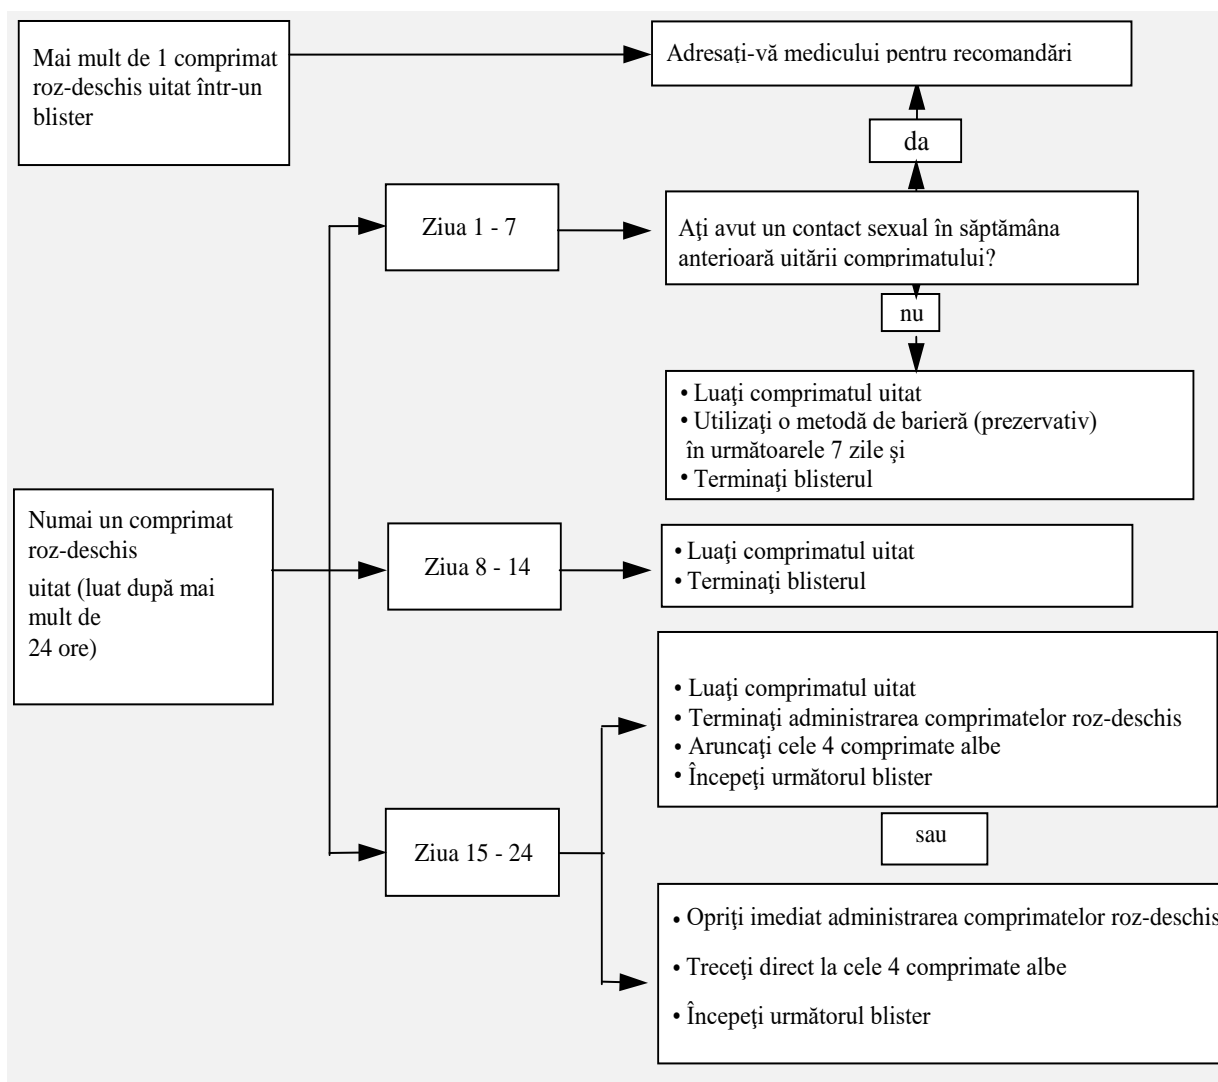 Mai mult de 1 comprimat
roz-deschis uitat într-un
blister
Adresaţi-vă medicului pentru recomandări
da
Ziua 1 - 7
Aţi avut un contact sexual în săptămâna
anterioară uitării comprimatului?
nu
• Luaţi comprimatul uitat
• Utilizaţi o metodă de barieră (prezervativ)
în următoarele 7 zile şi
• Terminaţi blisterul
Numai un comprimat
roz-deschis
uitat (luat după mai
mult de
24 ore)
Ziua 8 - 14
• Luaţi comprimatul uitat
• Terminaţi blisterul
• Luaţi comprimatul uitat
• Terminaţi administrarea comprimatelor roz-deschis
• Aruncaţi cele 4 comprimate albe
• Începeţi următorul blister
Ziua 15 - 24
sau
• Opriţi imediat administrarea comprimatelor roz-deschis
• Treceţi direct la cele 4 comprimate albe
• Începeţi următorul blister